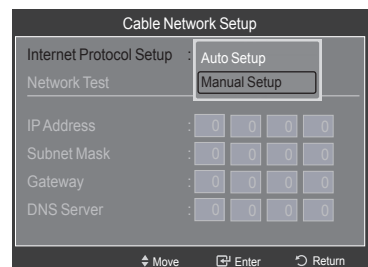 Cable Network Setup
Internet Protocol Setup : Auto Setup
Manual Setup
Network Test
IP Address : 0 0 0 0
Subnet Mask : 0 0 0 0
Gateway : 0 0 0 0
DNS Server : 0 0 0 0
Move Enter Return